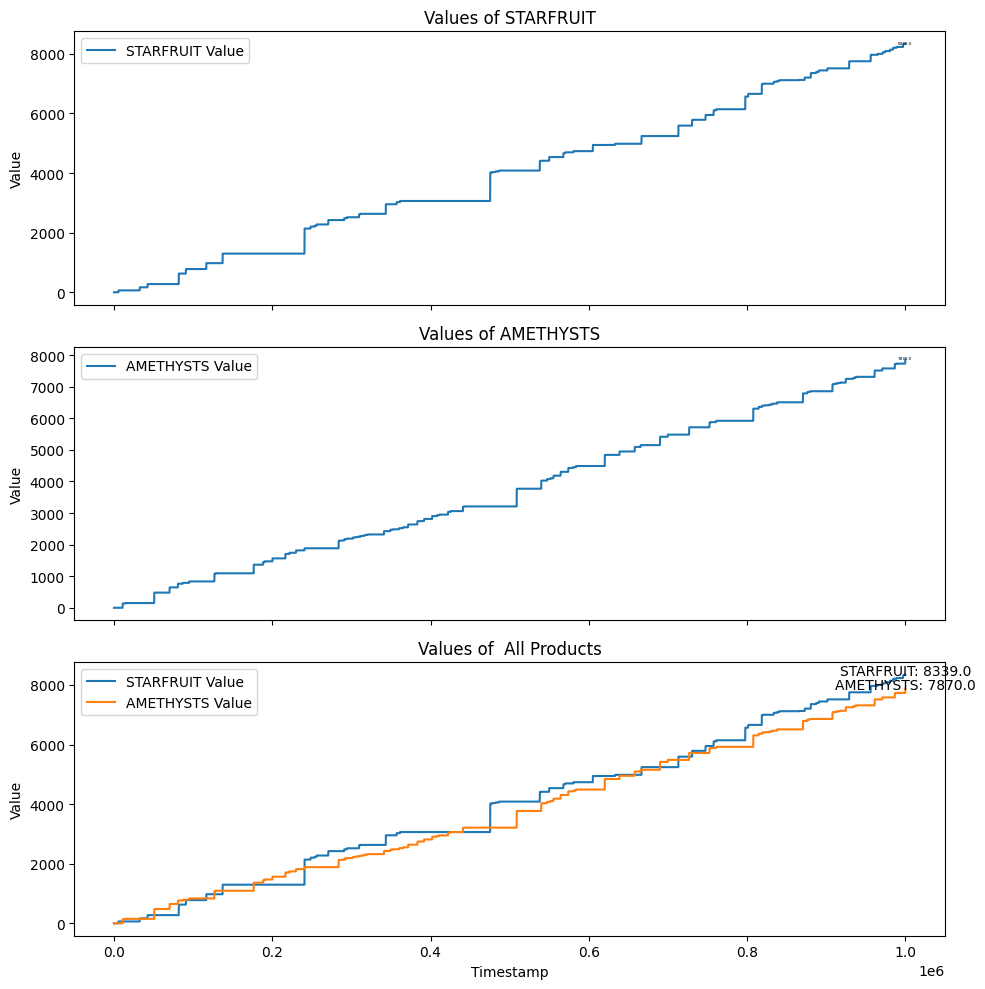 Values of STARFRUIT
STARFRUIT Value
8000
6000
4000
2000
0
Value
Values of AMETHYSTS
AMETHYSTS Value
7870.0
8000
7000
6000
5000
4000
3000
2000
1000
0
Value
Values of  All Products
STARFRUIT Value
AMETHYSTS Value
STARFRUIT: 8339.0
AMETHYSTS: 7870.0
8000
6000
4000
2000
0
Value
0.0 0.2 0.4 0.6 0.8 1.0
1e6
Timestamp